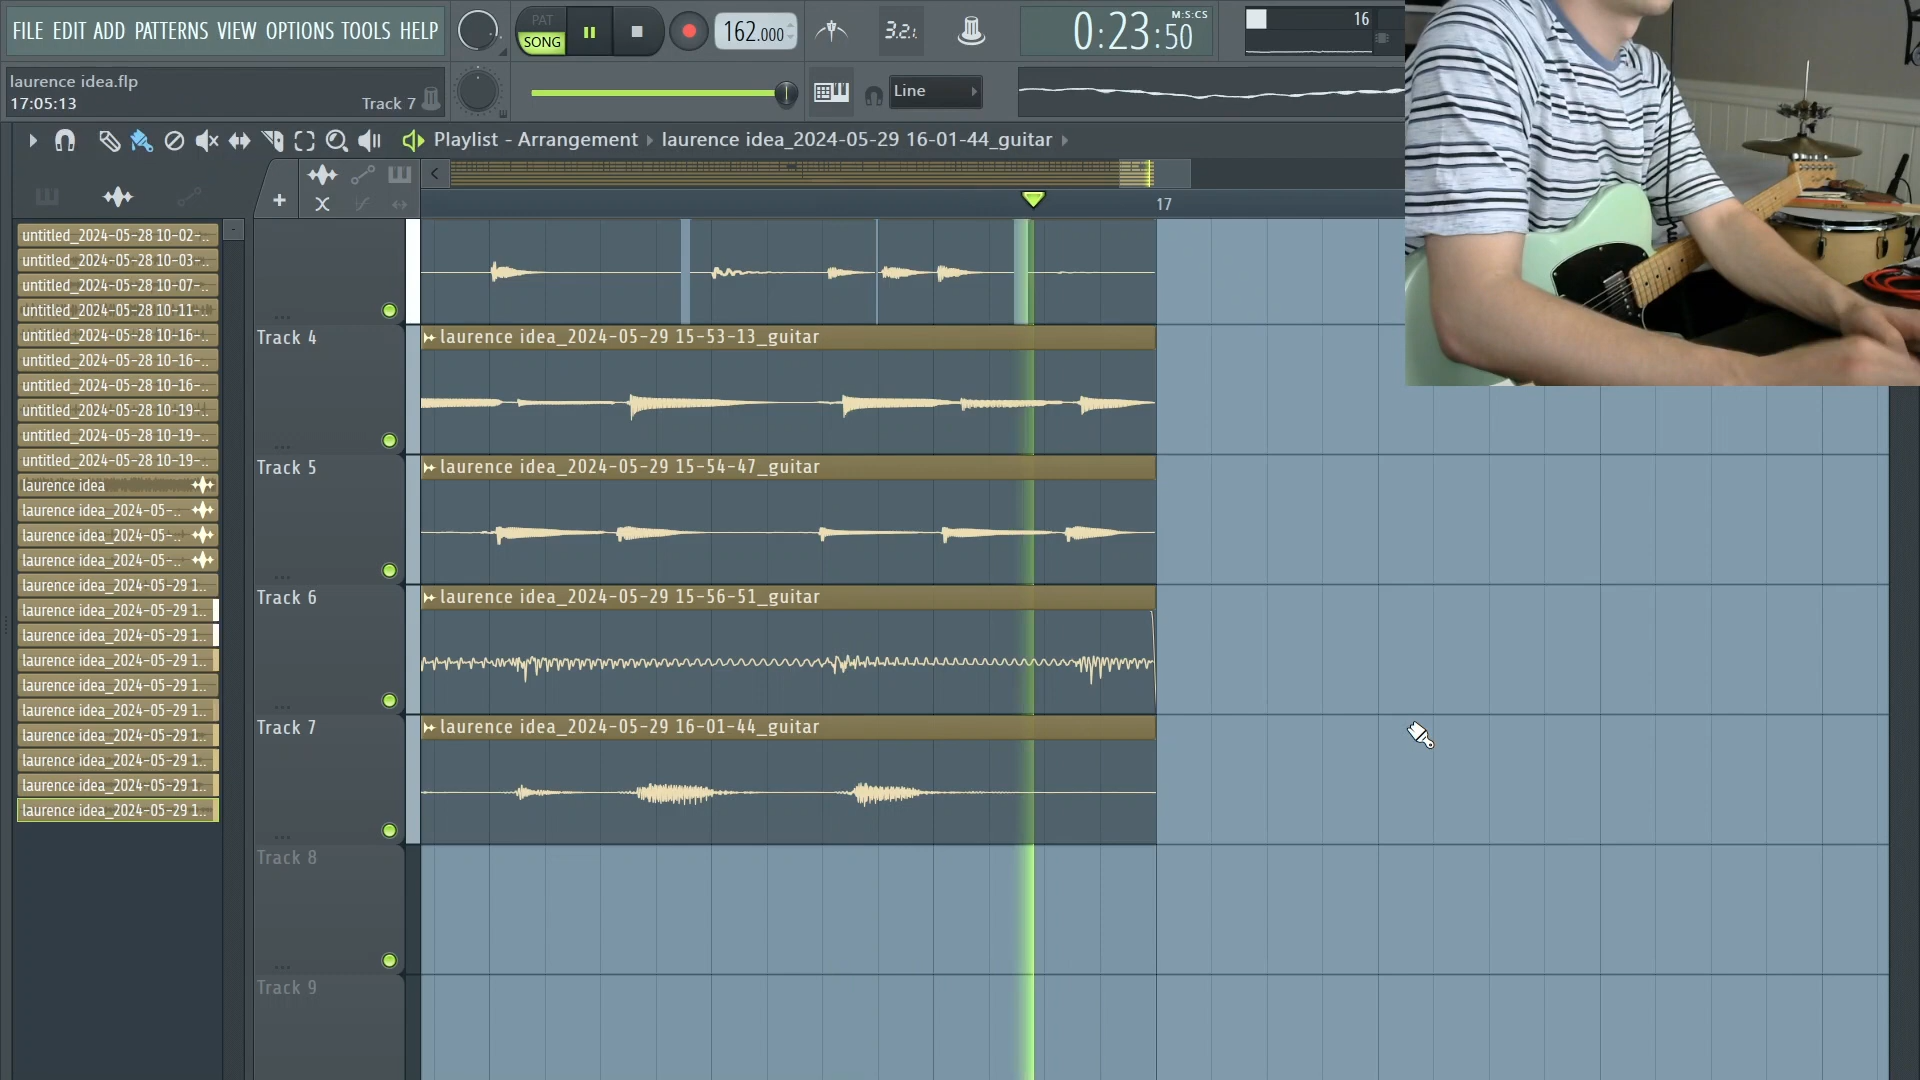 FILE EDIT ADD PATTERNS VIEW OPTIONS TOOLS HELP
PAT
SONG
162.000
3.2.
0:23:50
M:S:CS
16
laurence idea.flp
17:05:13
Track 7
Line
Playlist - Arrangement
laurence idea_2024-05-29 16-01-44_guitar
17
untitled_2024-05-28 10-02-..
untitled_2024-05-28 10-03-..
untitled_2024-05-28 10-07-..
untitled_2024-05-28 10-11-..
untitled_2024-05-28 10-16-..
untitled_2024-05-28 10-16-..
untitled_2024-05-28 10-16-..
untitled_2024-05-28 10-19-..
untitled_2024-05-28 10-19-..
untitled_2024-05-28 10-19-..
laurence idea
laurence idea_2024-05-..
laurence idea_2024-05-..
laurence idea_2024-05-..
laurence idea_2024-05-29 1..
laurence idea_2024-05-29 1..
laurence idea_2024-05-29 1..
laurence idea_2024-05-29 1..
laurence idea_2024-05-29 1..
laurence idea_2024-05-29 1..
laurence idea_2024-05-29 1..
laurence idea_2024-05-29 1..
laurence idea_2024-05-29 1..
laurence idea_2024-05-29 1..
Track 4
laurence idea_2024-05-29 15-53-13_guitar
Track 5
laurence idea_2024-05-29 15-54-47_guitar
Track 6
laurence idea_2024-05-29 15-56-51_guitar
Track 7
laurence idea_2024-05-29 16-01-44_guitar
Track 8
Track 9